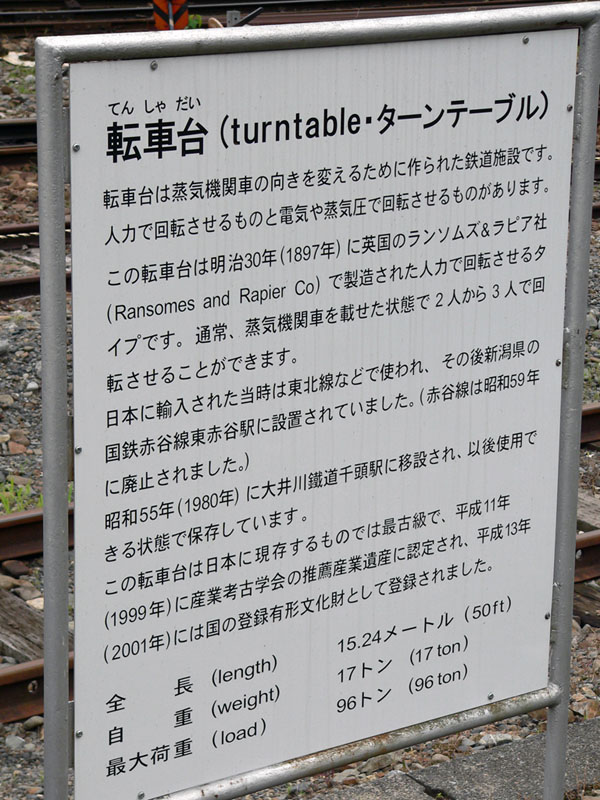 てん しゃ だい
転車台(turntable・ターンテーブル)
転車台は蒸気機関車の向きを変えるために作られた鉄道施設です。
人力で回転させるものと電気や蒸気圧で回転させるものがあります。
この転車台は明治30年(1897年)に英国のランソムズ&ラピア社
(Ransomes and Rapier Co)で製造された人力で回転させるタ
イプです。通常、蒸気機関車を載せた状態で2人から3人で回
転させることができます。
日本に輸入された当時は東北線などで使われ、その後新潟県の
国鉄赤谷線東赤谷駅に設置されていました。(赤谷線は昭和59年
に廃止されました。)
昭和55年(1980年)に大井川鐵道千頭駅に移設され、以後使用で
きる状態で保存しています。
この転車台は日本に現存するものでは最古級で、平成11年
(1999年)に産業考古学会の推薦産業遺産に認定され、平成13年
(2001年)には国の登録有形文化財として登録されました。
全長(length) 15.24メートル(50ft)
自重(weight) 17トン(17ton)
最大荷重(load) 96トン(96ton)